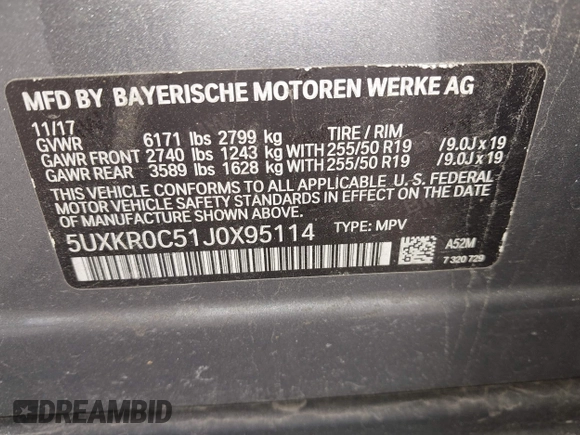 MFD BY BAYERISCHE MOTOREN WERKE AG
11/17 TIRE / RIM
GVWR 6171 lbs 2799 kg
GAWR FRONT 2740 lbs 1243 kg WITH 255/50 R19 /9.0J x 19
GAWR REAR 3589 lbs 1628 kg WITH 255/50 R19 /9.0J x 19
THIS VEHICLE CONFORMS TO ALL APPLICABLE U. S. FEDERAL
MOTOR VEHICLE SAFETY STANDARDS IN EFFECT ON THE DATE
OF MANUFACTURE SHOWN ABOVE.
5UXKR0C51J0X95114 TYPE: MPV
A52M
7 320 729
DREAMBID